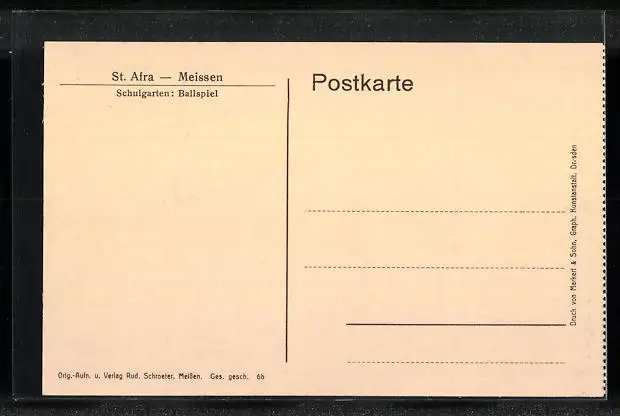 St. Afra — Meissen
Schulgarten: Ballspiel
Postkarte
Druck von Markert & Sohn, Graph. Kunstanstalt, Dresden
Orig.-Aufn. u. Verlag Rud. Schroeter, Meißen. Ges. gesch. 6b